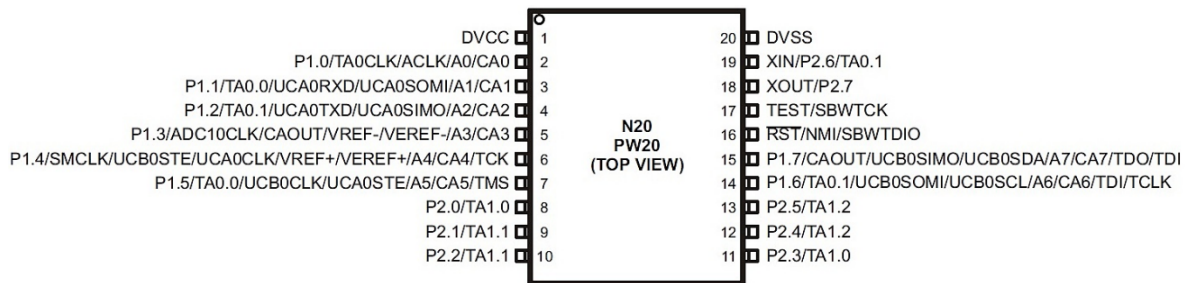 DVCC 1 20 DVSS
P1.0/TA0CLK/ACLK/A0/CA0 2 19 XIN/P2.6/TA0.1
P1.1/TA0.0/UCA0RXD/UCA0SOMI/A1/CA1 3 18 XOUT/P2.7
P1.2/TA0.1/UCA0TXD/UCA0SIMO/A2/CA2 4 17 TEST/SBWTCK
P1.3/ADC10CLK/CAOUT/VREF-/VEREF-/A3/CA3 5 N20 16 RST/NMI/SBWTDIO
P1.4/SMCLK/UCB0STE/UCA0CLK/VREF+/VEREF+/A4/CA4/TCK 6 PW20 15 P1.7/CAOUT/UCB0SIMO/UCB0SDA/A7/CA7/TDO/TDI
(TOP VIEW)
P1.5/TA0.0/UCB0CLK/UCA0STE/A5/CA5/TMS 7 14 P1.6/TA0.1/UCB0SOMI/UCB0SCL/A6/CA6/TDI/TCLK
P2.0/TA1.0 8 13 P2.5/TA1.2
P2.1/TA1.1 9 12 P2.4/TA1.2
P2.2/TA1.1 10 11 P2.3/TA1.0